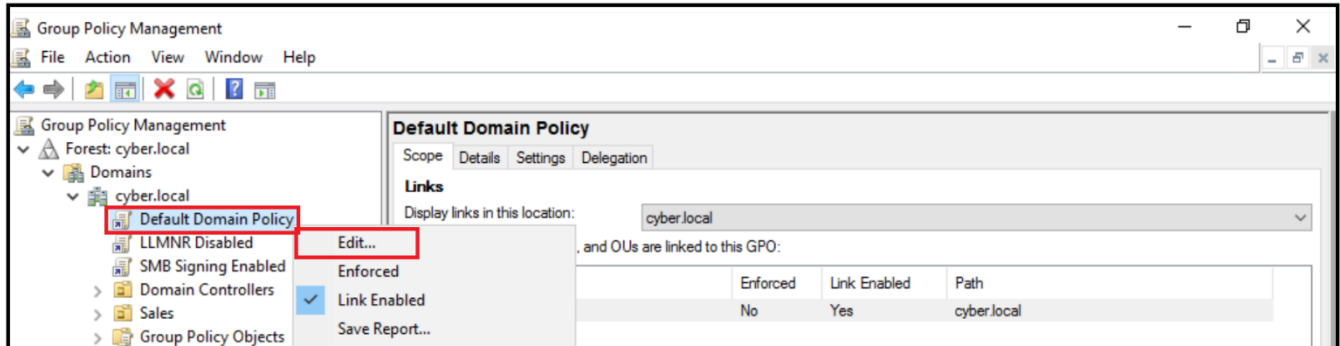 Group Policy Management
File Action View Window Help
Group Policy Management
Forest: cyber.local
Domains
cyber.local
Default Domain Policy
LLMNR Disabled
SMB Signing Enabled
Domain Controllers
Sales
Group Policy Objects
Edit...
Enforced
Link Enabled
Save Report...
Default Domain Policy
Scope Details Settings Delegation
Links
Display links in this location: cyber.local
, and OUs are linked to this GPO:
Enforced Link Enabled Path
No Yes cyber.local